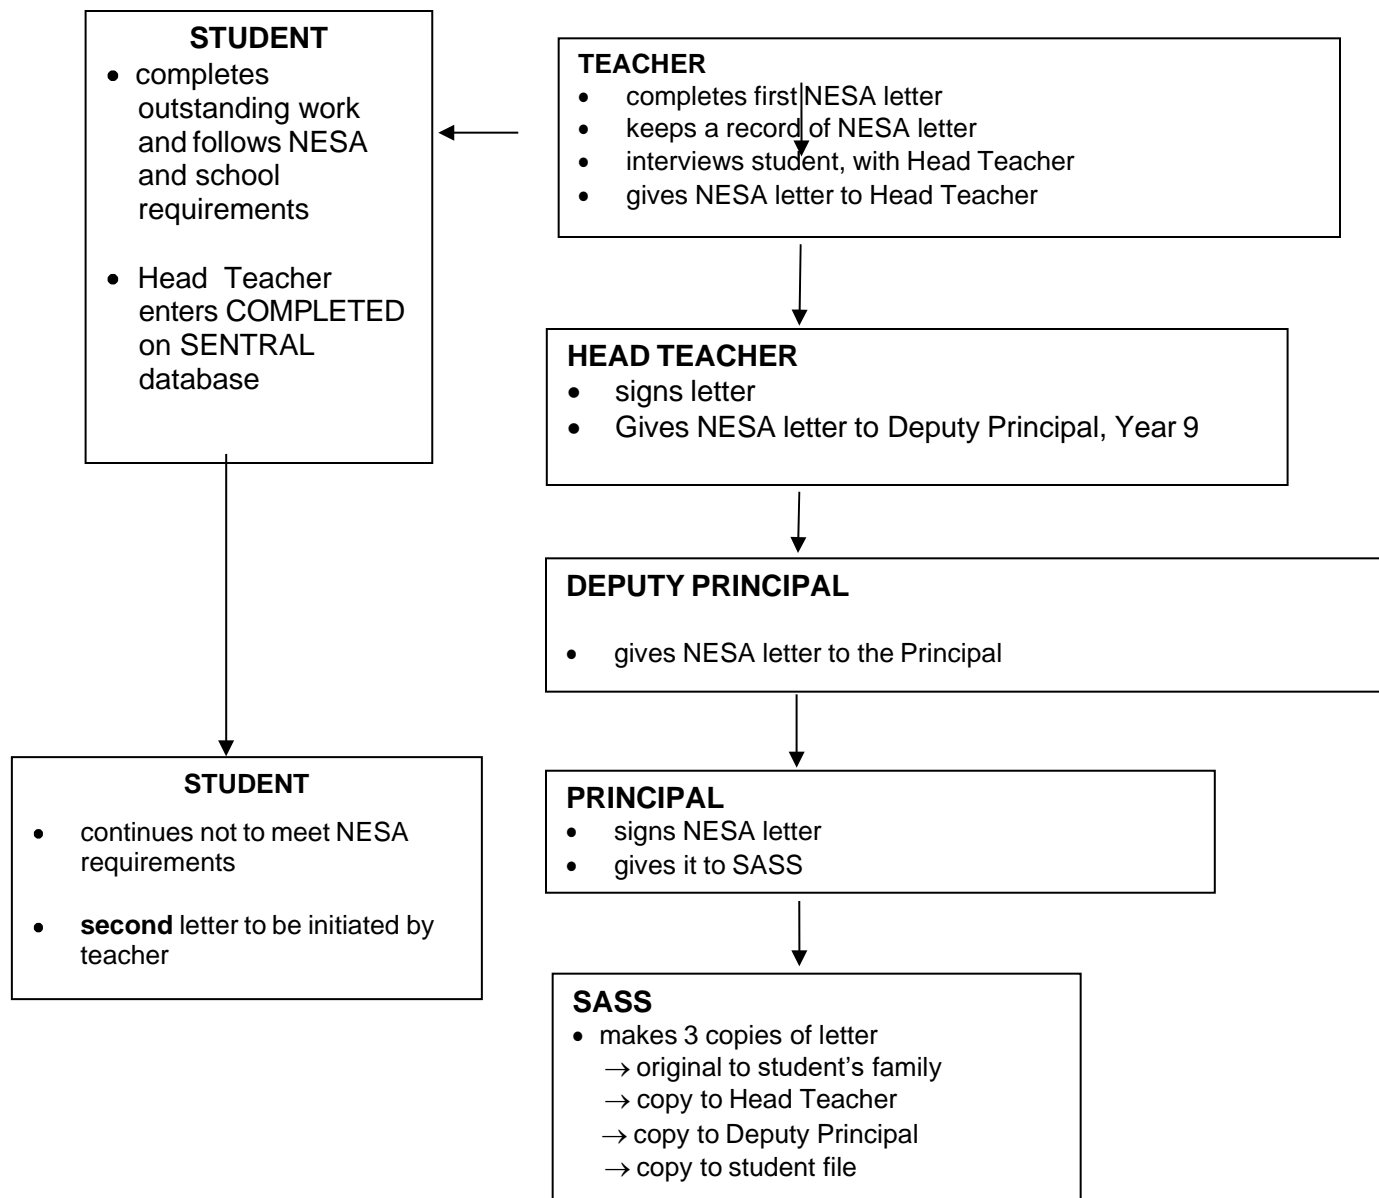 STUDENT
• completes
outstanding work
and follows NESA
and school
requirements
• Head Teacher
enters COMPLETED
on SENTRAL
database
TEACHER
• completes first NESA letter
• keeps a record of NESA letter
• interviews student, with Head Teacher
• gives NESA letter to Head Teacher
HEAD TEACHER
• signs letter
• Gives NESA letter to Deputy Principal, Year 9
DEPUTY PRINCIPAL
• gives NESA letter to the Principal
STUDENT
• continues not to meet NESA
requirements
• second letter to be initiated by
teacher
PRINCIPAL
• signs NESA letter
• gives it to SASS
SASS
• makes 3 copies of letter
→ original to student’s family
→ copy to Head Teacher
→ copy to Deputy Principal
→ copy to student file